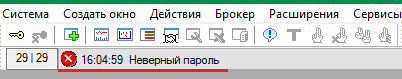 Система Создать окно Действия Брокер Расширения Сервисы
29 | 29 16:04:59 Неверный пароль